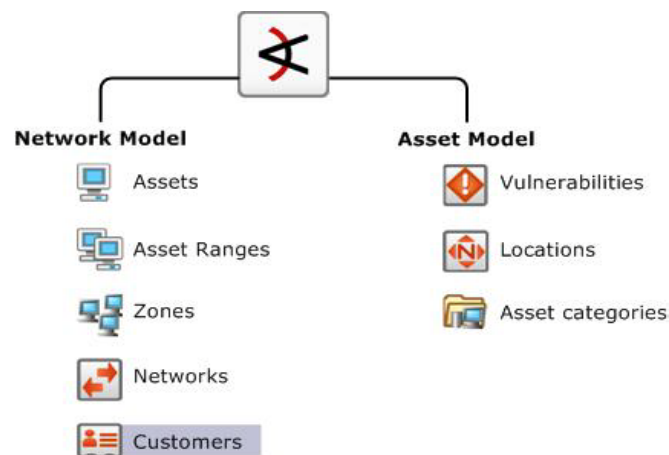 Network Model
Assets
Asset Ranges
Zones
Networks
Customers
Asset Model
Vulnerabilities
Locations
Asset categories